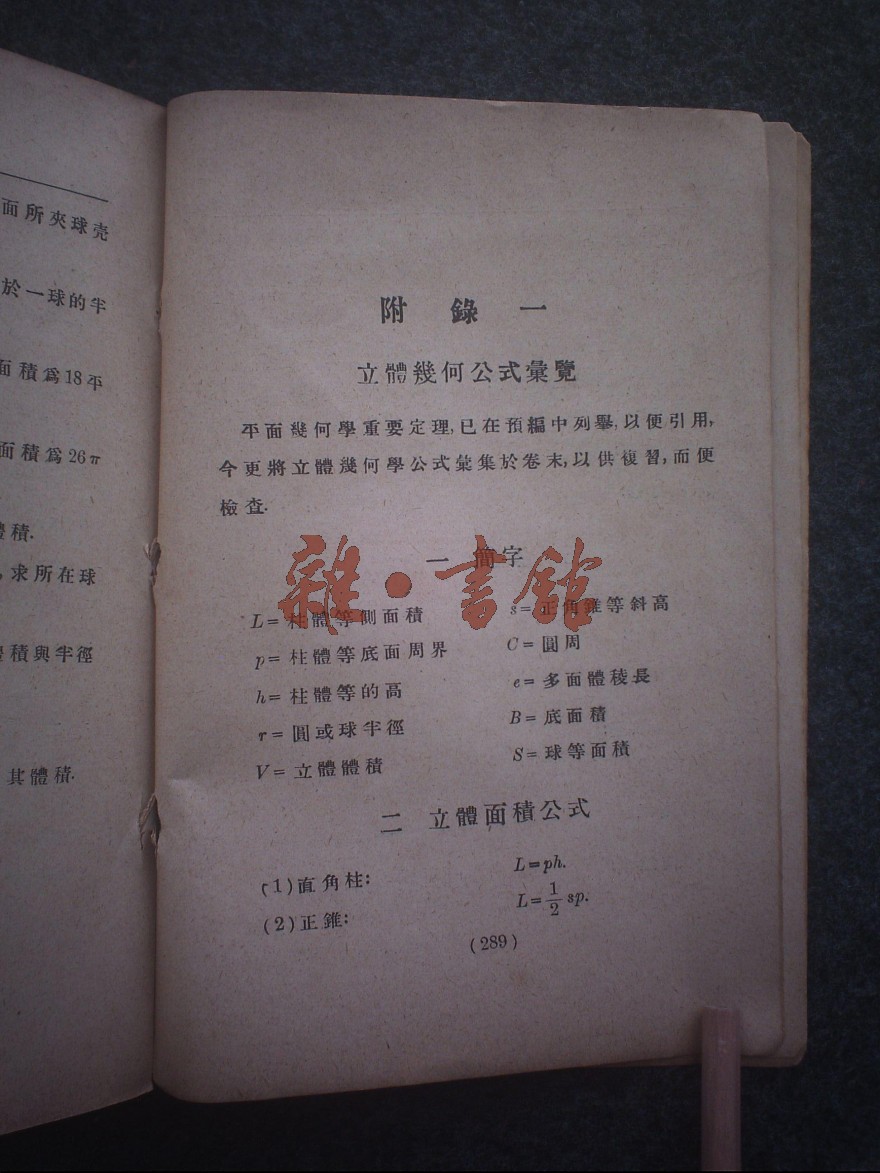 面所夾球壳
於一球的半
面積爲18平
面積爲26π
積.
,求所在球
積與半徑
其體積.
附錄一
立體幾何公式彙覽
平面幾何學重要定理,已在預編中列舉,以便引用,
今更將立體幾何學公式彙集於卷末,以供複習,而便
檢查.
一 簡字
雜·書館
L=柱體等側面積
s=正角錐等斜高
p=柱體等底面周界
C=圓周
h=柱體等的高
e=多面體稜長
r=圓或球半徑
B=底面積
V=立體體積
S=球等面積
二 立體面積公式
(1)直角柱: L=ph.
(2)正錐: L=1/2 sp.
(289)